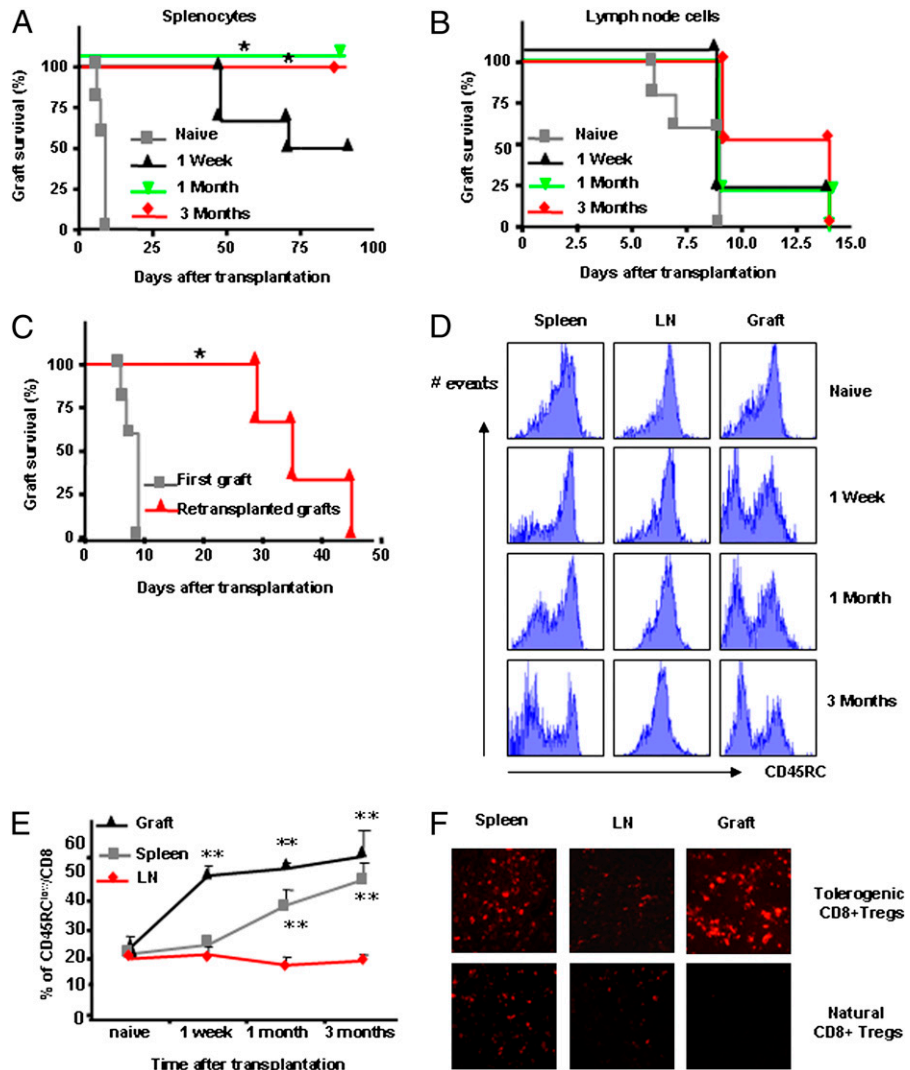 A
Splenocytes
Graft survival (%)
100
75
50
25
0
*
*
Naive
1 Week
1 Month
3 Months
0 25 50 75 100
Days after transplantation
B
Lymph node cells
Graft survival (%)
100
75
50
25
0
Naive
1 Week
1 Month
3 Months
0 2.5 5.0 7.5 10.0 12.5 15.0
Days after transplantation
C
Graft survival (%)
100
75
50
25
0
*
First graft
Retransplanted grafts
0 10 20 30 40 50
Days after transplantation
D
Spleen LN Graft
# events
Naive
1 Week
1 Month
3 Months
CD45RC
E
Graft
Spleen
LN
% of CD45RClow/CD8
60
50
40
30
20
10
0
** ** **
** **
naive 1 week 1 month 3 months
Time after transplantation
F
Spleen LN Graft
Tolerogenic
CD8+Tregs
Natural
CD8+ Tregs